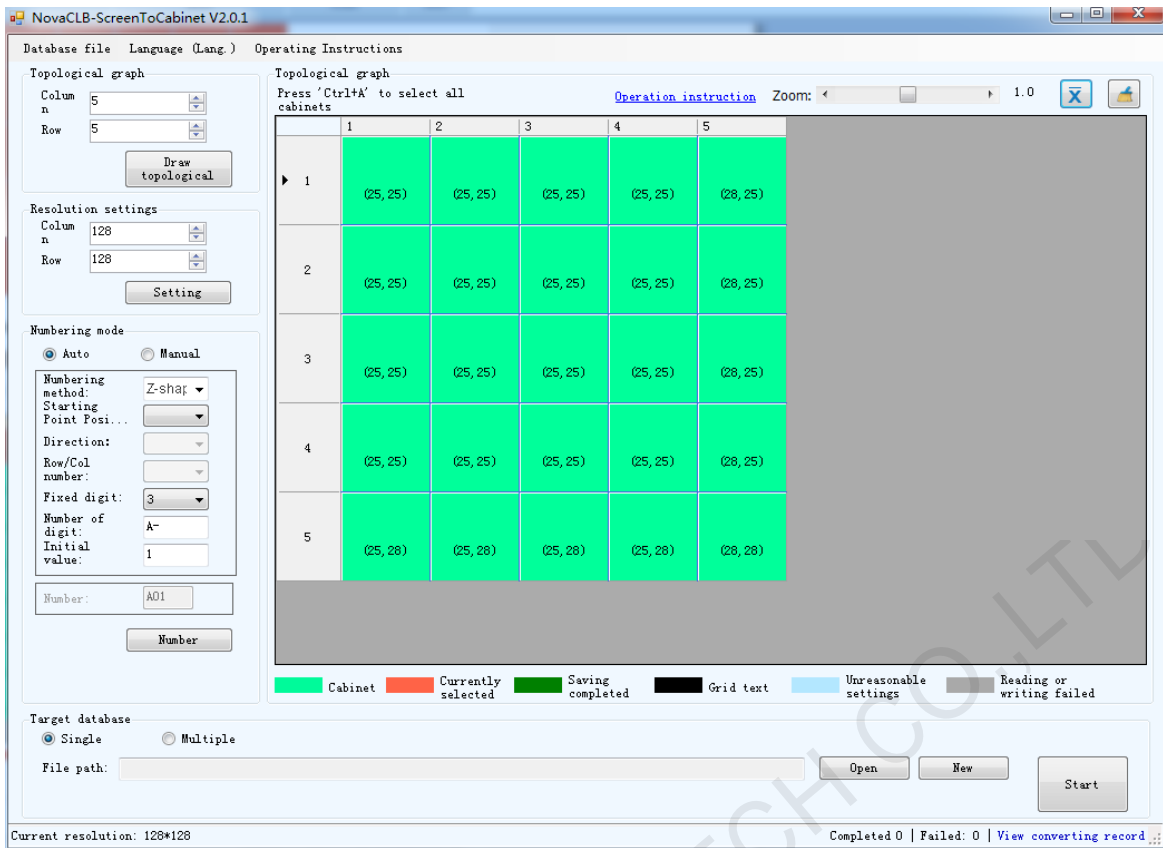 NovaCLB-ScreenToCabinet V2.0.1
Database file Language (Lang.) Operating Instructions
Topological graph
Colum
n
5
Row 5
Draw
topological
Resolution settings
Colum
n
128
Row 128
Setting
Numbering mode
Auto Manual
Numbering
method:
Z-shap
Starting
Point Posi...
Direction:
Row/Col
number:
Fixed digit: 3
Number of
digit:
A-
Initial
value:
1
Number: A01
Number
Topological graph
Press 'Ctrl+A' to select all
cabinets
Operation instruction Zoom: 1.0
1 2 3 4 5
1 (25, 25) (25, 25) (25, 25) (25, 25) (28, 25)
2 (25, 25) (25, 25) (25, 25) (25, 25) (28, 25)
3 (25, 25) (25, 25) (25, 25) (25, 25) (28, 25)
4 (25, 25) (25, 25) (25, 25) (25, 25) (28, 25)
5 (25, 28) (25, 28) (25, 28) (25, 28) (28, 28)
Cabinet
Currently
selected
Saving
completed
Grid text
Unreasonable
settings
Reading or
writing failed
Target database
Single Multiple
File path: Open New
Start
Current resolution: 128*128 Completed 0 | Failed: 0 | View converting record
TECH CO.,LTD